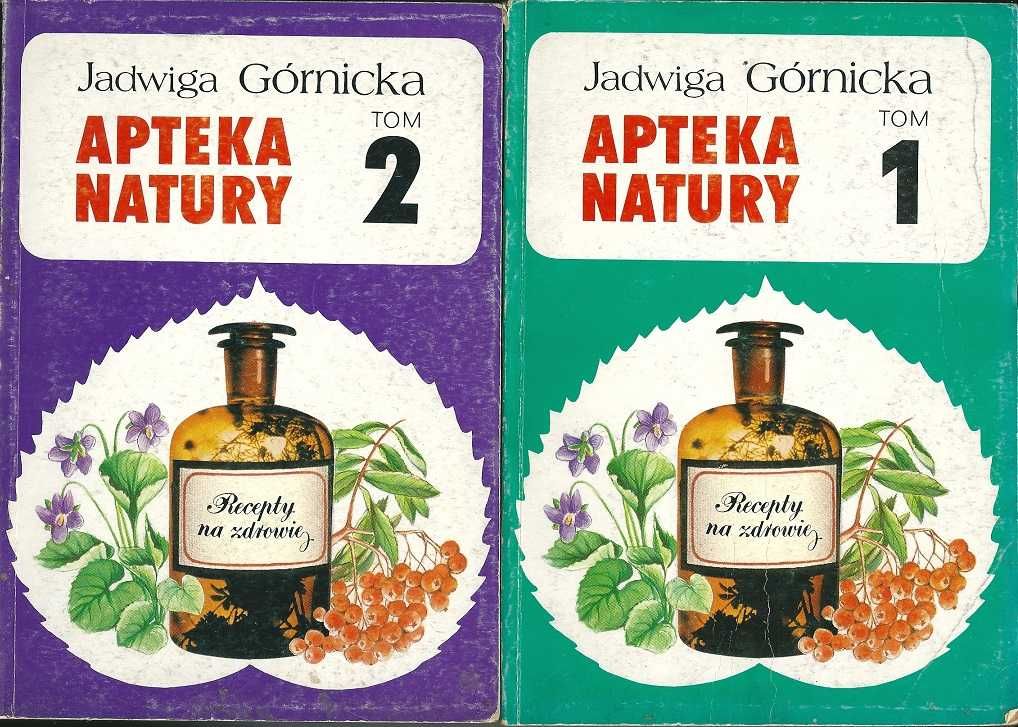 Jadwiga Górnicka
APTEKA
NATURY
TOM
2
Recepty
na zdrowie
Jadwiga Górnicka
APTEKA
NATURY
TOM
1
Recepty
na zdrowie